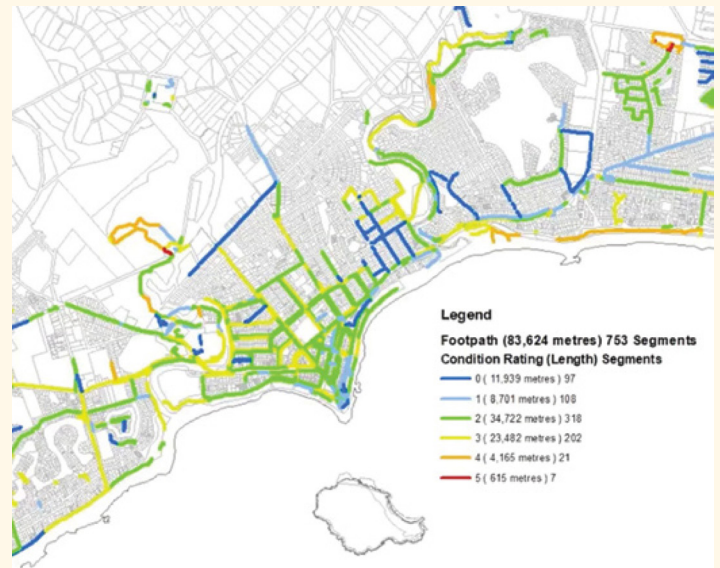 Legend
Footpath (83,624 metres) 753 Segments
Condition Rating (Length) Segments
0 ( 11,939 metres ) 97
1 ( 8,701 metres ) 108
2 ( 34,722 metres ) 318
3 ( 23,482 metres ) 202
4 ( 4,165 metres ) 21
5 ( 615 metres ) 7